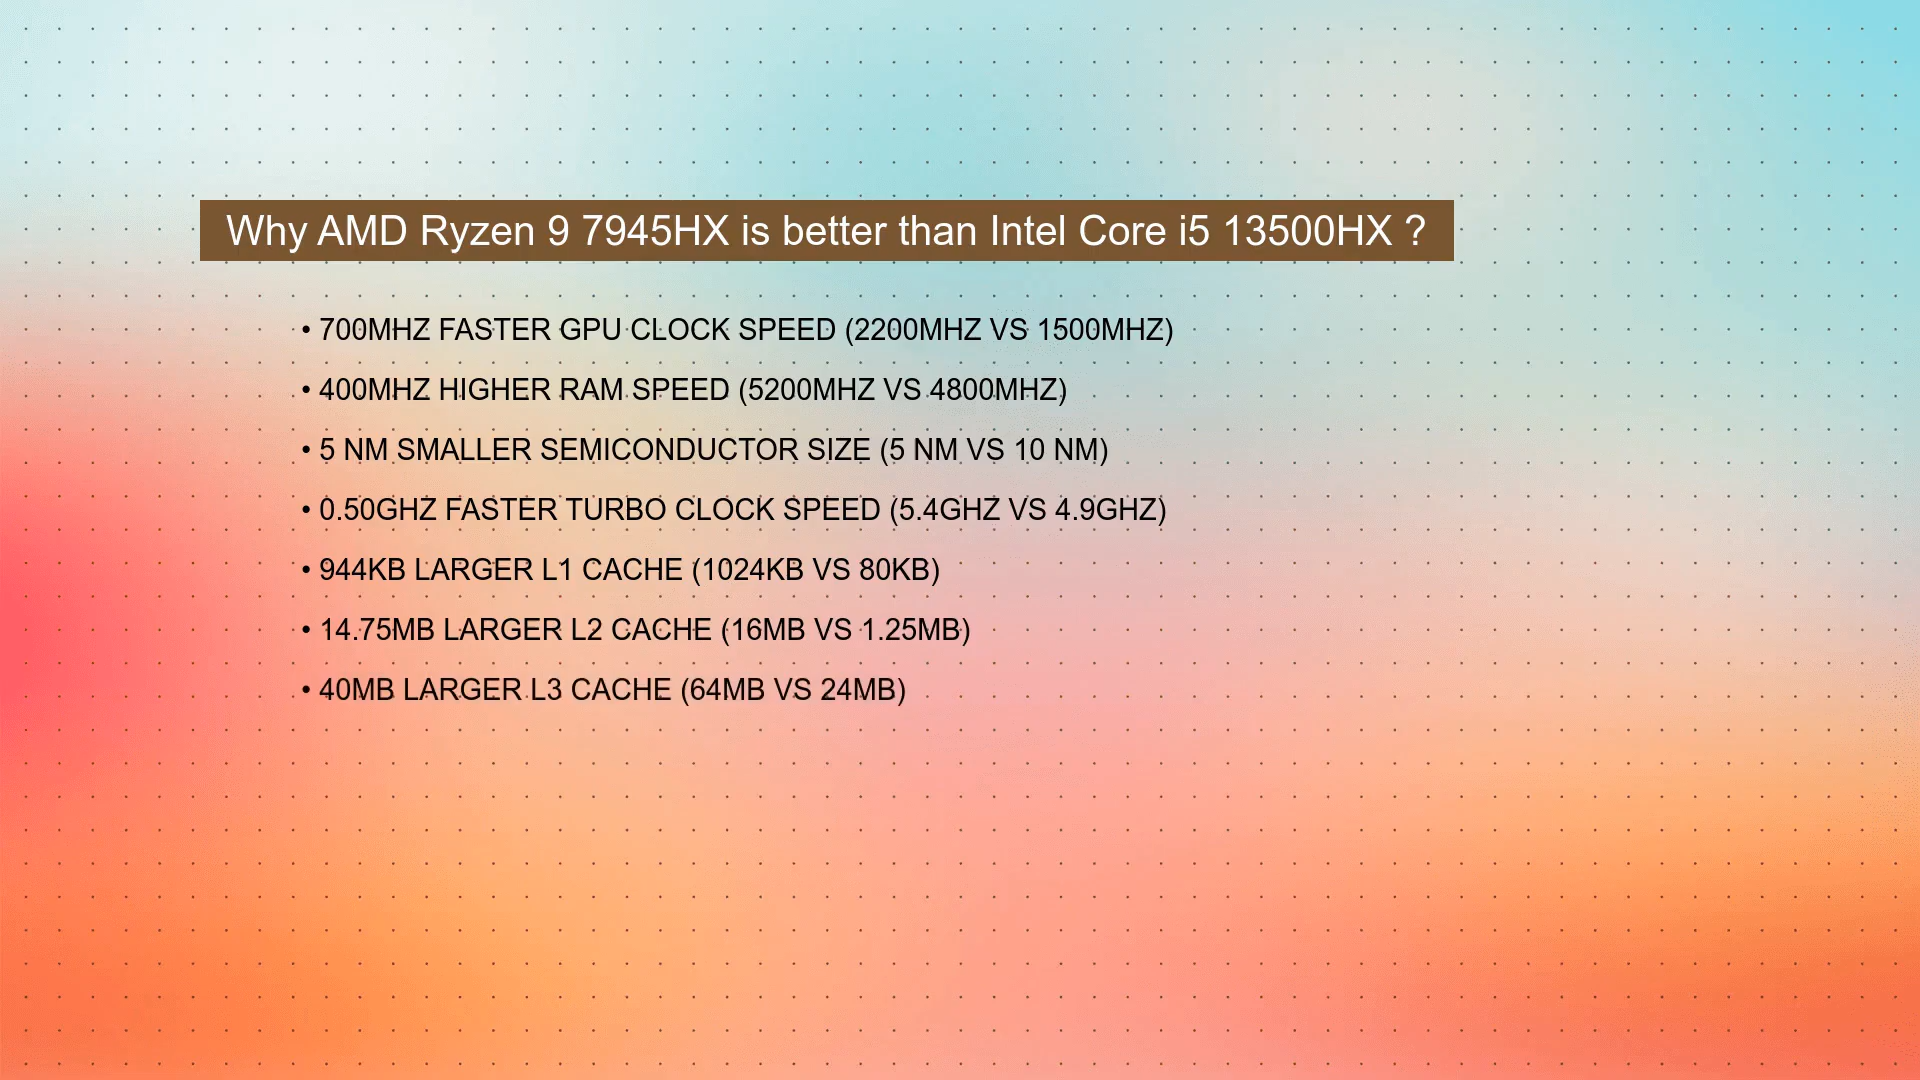 Why AMD Ryzen 9 7945HX is better than Intel Core i5 13500HX ?
• 700MHZ FASTER GPU CLOCK SPEED (2200MHZ VS 1500MHZ)
• 400MHZ HIGHER RAM SPEED (5200MHZ VS 4800MHZ)
• 5 NM SMALLER SEMICONDUCTOR SIZE (5 NM VS 10 NM)
• 0.50GHZ FASTER TURBO CLOCK SPEED (5.4GHZ VS 4.9GHZ)
• 944KB LARGER L1 CACHE (1024KB VS 80KB)
• 14.75MB LARGER L2 CACHE (16MB VS 1.25MB)
• 40MB LARGER L3 CACHE (64MB VS 24MB)